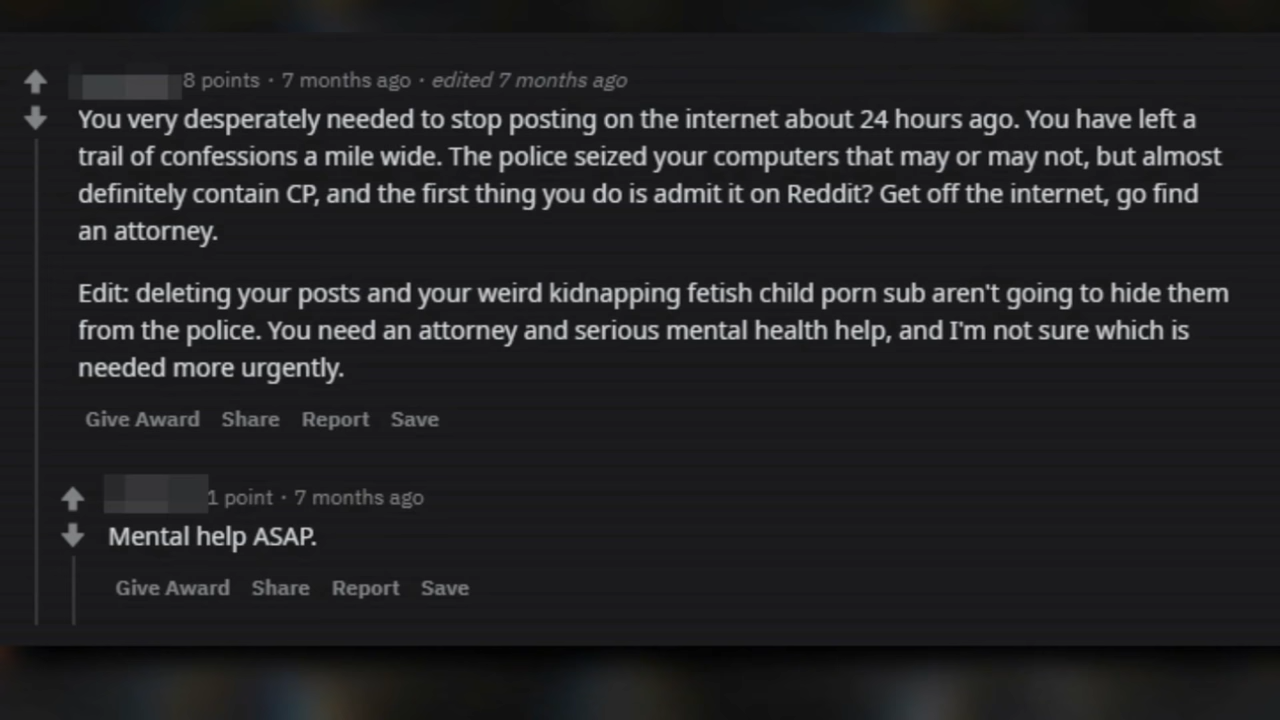 8 points · 7 months ago · edited 7 months ago
You very desperately needed to stop posting on the internet about 24 hours ago. You have left a
trail of confessions a mile wide. The police seized your computers that may or may not, but almost
definitely contain CP, and the first thing you do is admit it on Reddit? Get off the internet, go find
an attorney.
Edit: deleting your posts and your weird kidnapping fetish child porn sub aren't going to hide them
from the police. You need an attorney and serious mental health help, and I'm not sure which is
needed more urgently.
Give Award Share Report Save
1 point · 7 months ago
Mental help ASAP.
Give Award Share Report Save